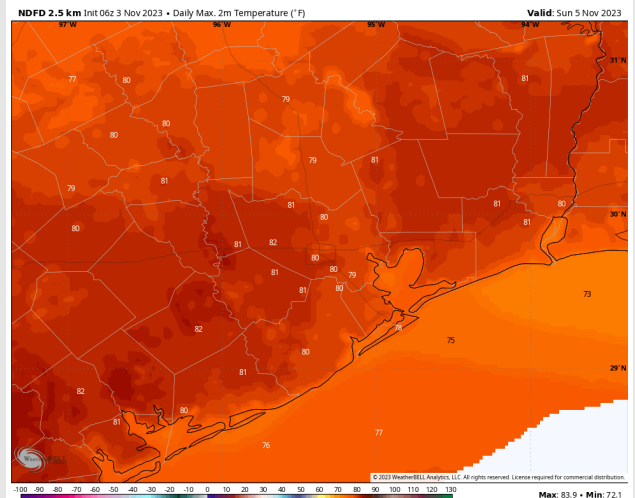 NDFD 2.5 km Init 06z 3 Nov 2023 • Daily Max. 2m Temperature (°F) Valid: Sun 5 Nov 2023
97°W 96°W 95°W 94°W
31°N
77 80 81
79
80 80
79 81
81
79
81 81 80
80 81
30°N
80
81 82
80
81 80 79
81 80
73
82
78
75
80
29°N
81
82
80
81
77
76
© 2023 WeatherBELL Analytics, LLC. All rights reserved. License required for commercial distribution.
-100 -90 -80 -70 -60 -50 -40 -30 -20 -10 0 10 20 30 40 50 60 70 80 90 100 110 120 130
Max: 83.9 • Min: 72.1